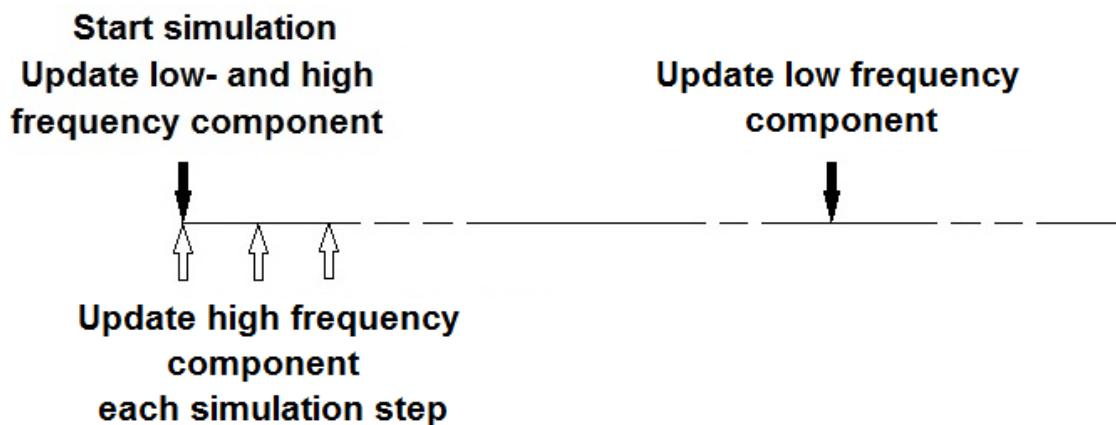 Start simulation
Update low- and high
frequency component
Update low frequency
component
Update high frequency
component
each simulation step